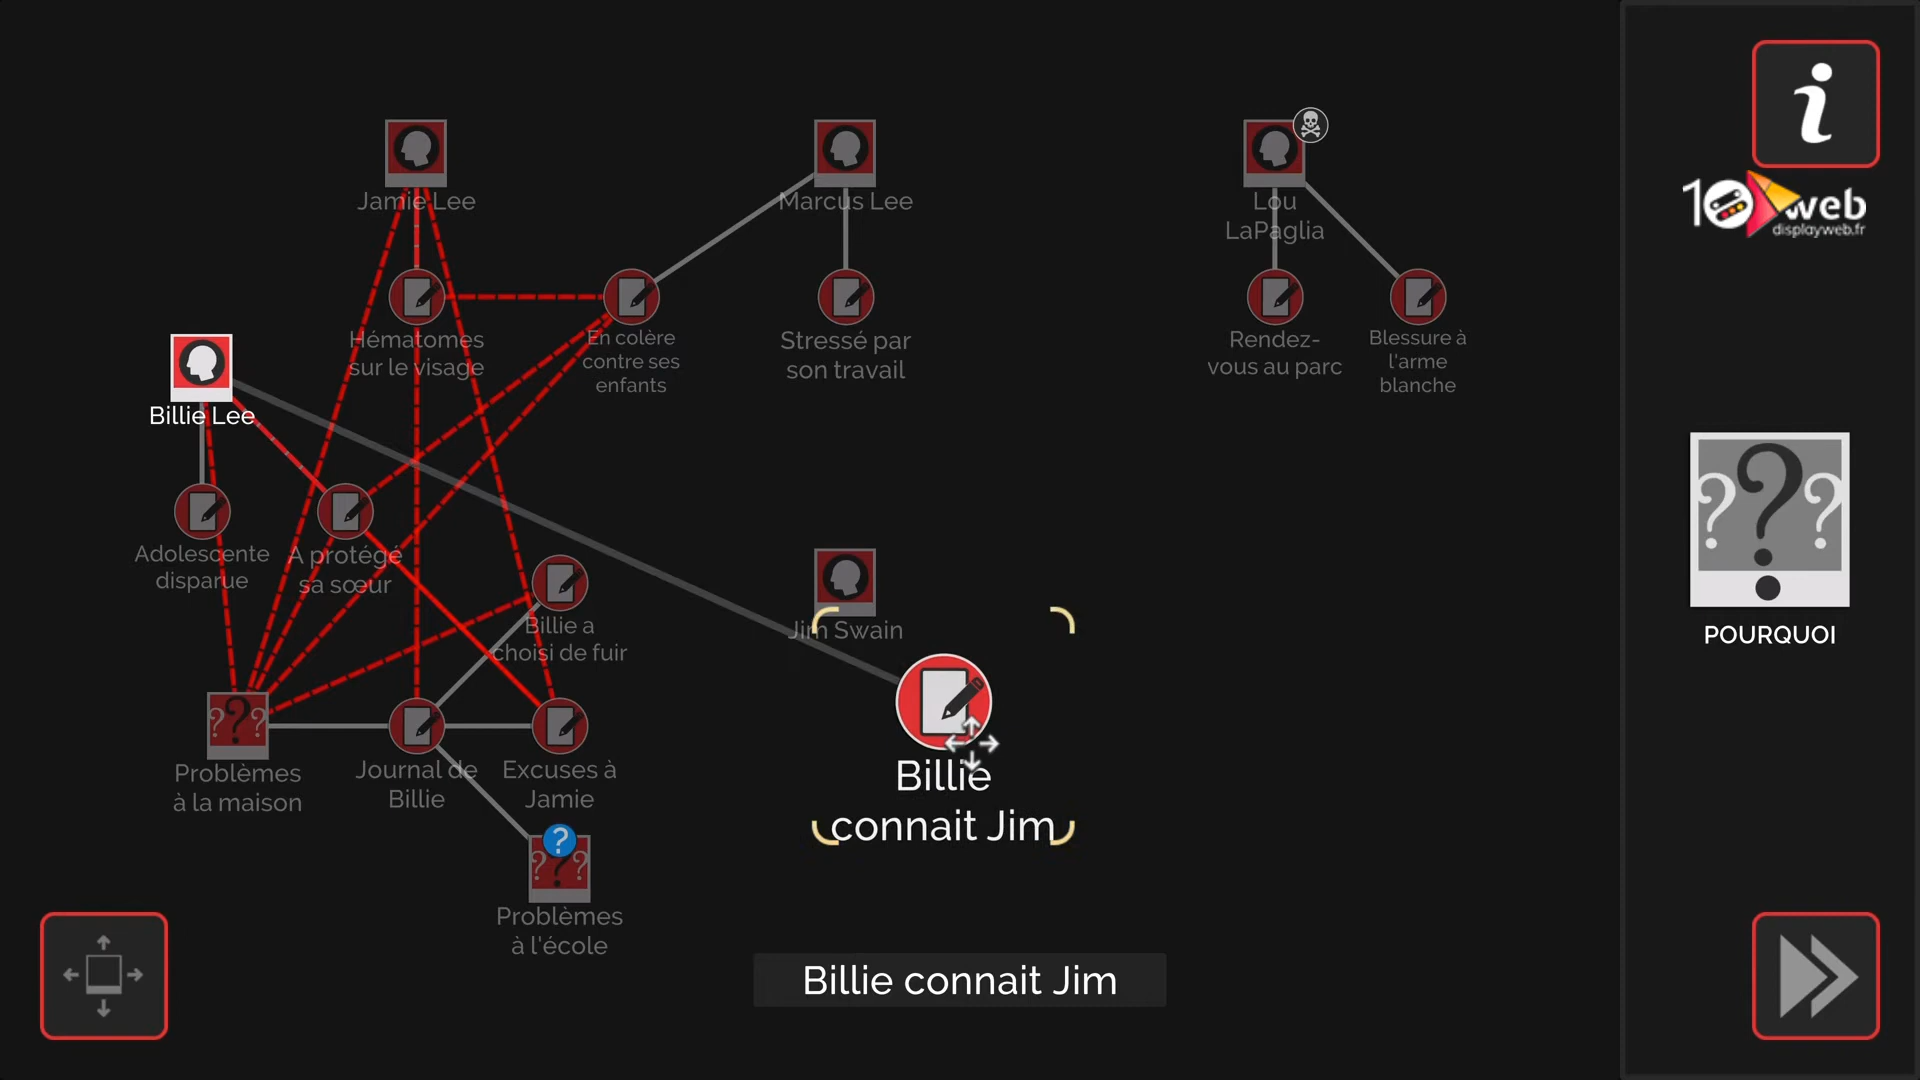 Jamie Lee
Marcus Lee
Lou
LaPaglia
10 web
displayweb.fr
Hématomes
sur le visage
En colère
contre ses
enfants
Stressé par
son travail
Rendez-
vous au parc
Blessure à
l'arme
blanche
Billie Lee
Adolescente
disparue
A protégé
sa sœur
Billie a
choisi de fuir
Jim Swain
???
POURQUOI
???
Problèmes
à la maison
Journal de
Billie
Excuses à
Jamie
Billie
connait Jim
?
???
Problèmes
à l'école
Billie connait Jim
i